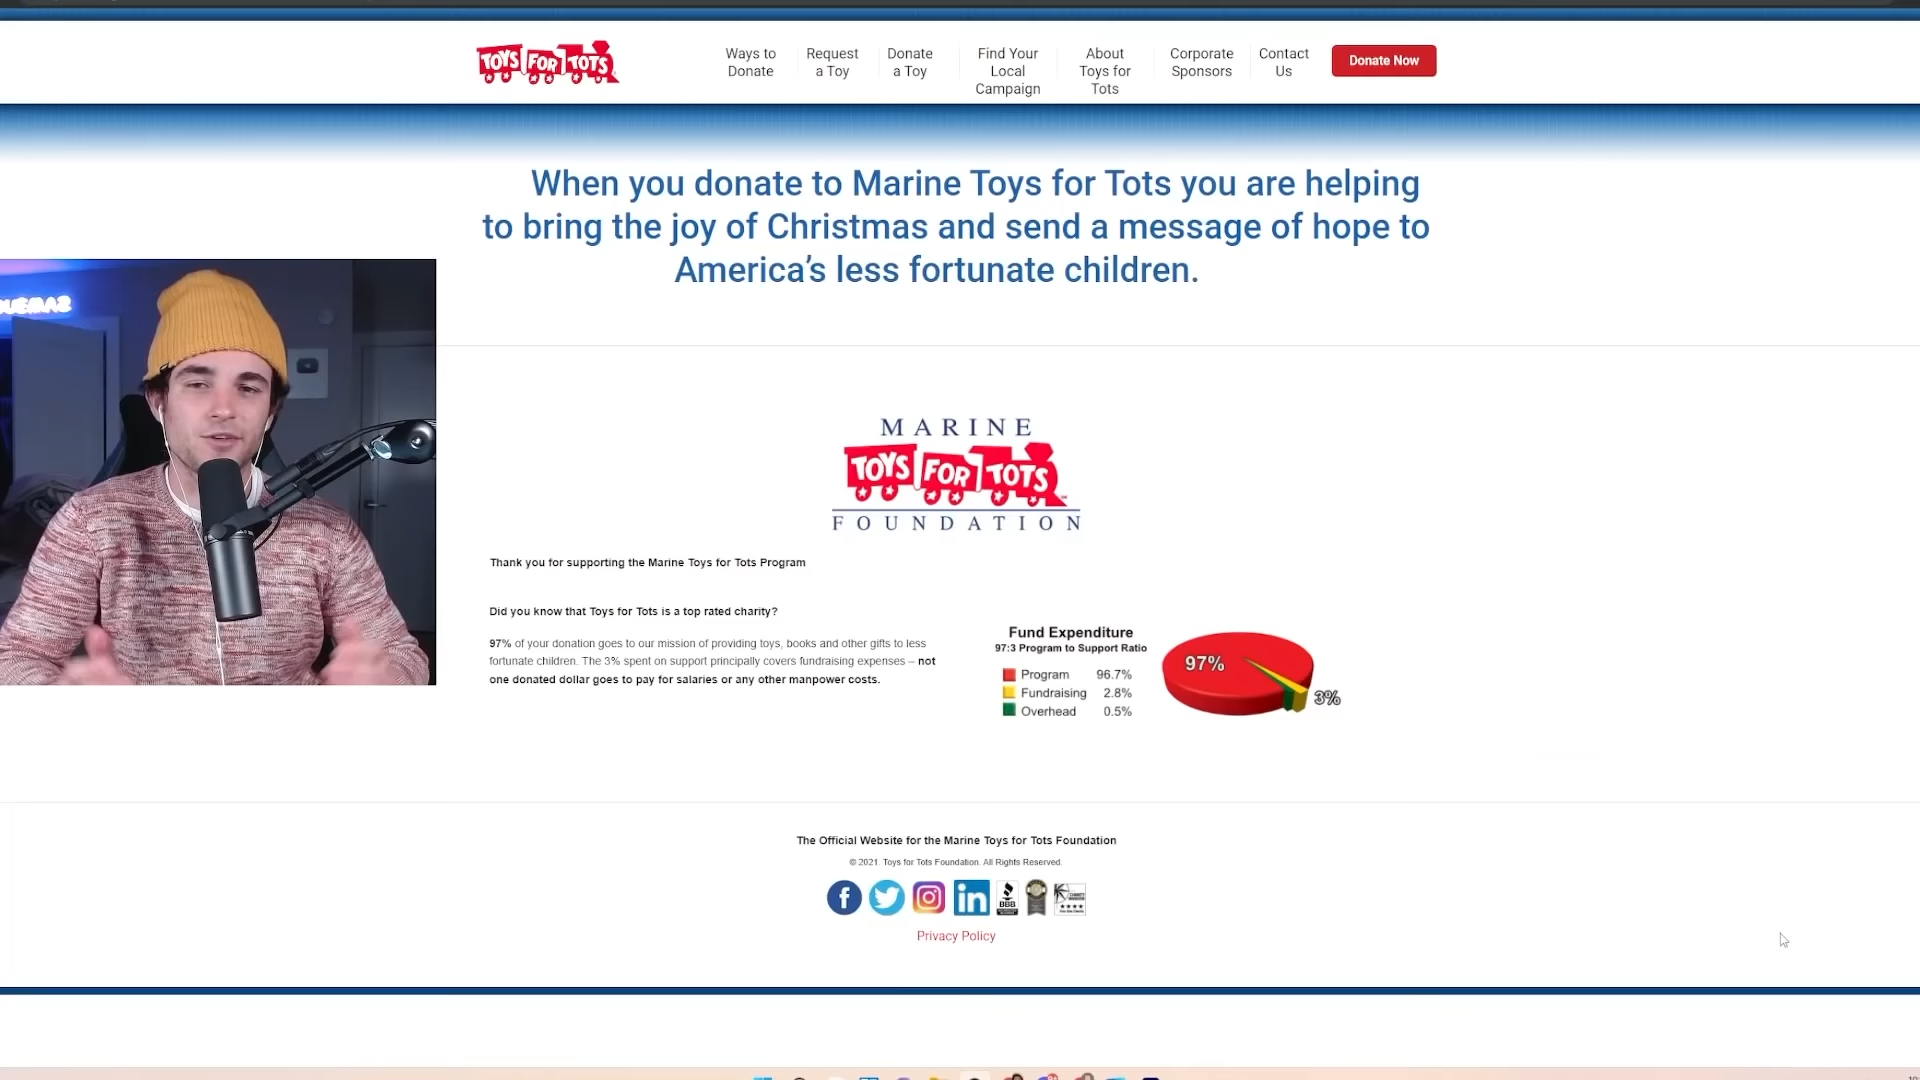 TOYS FOR TOTS
Ways to
Donate
Request
a Toy
Donate
a Toy
Find Your
Local
Campaign
About
Toys for
Tots
Corporate
Sponsors
Contact
Us
Donate Now
When you donate to Marine Toys for Tots you are helping
to bring the joy of Christmas and send a message of hope to
America's less fortunate children.
MARINE
TOYS FOR TOTS
FOUNDATION
Thank you for supporting the Marine Toys for Tots Program
Did you know that Toys for Tots is a top rated charity?
97% of your donation goes to our mission of providing toys, books and other gifts to less
fortunate children. The 3% spent on support principally covers fundraising expenses – not
one donated dollar goes to pay for salaries or any other manpower costs.
Fund Expenditure
97:3 Program to Support Ratio
Program 96.7%
Fundraising 2.8%
Overhead 0.5%
97%
3%
The Official Website for the Marine Toys for Tots Foundation
© 2021. Toys for Tots Foundation. All Rights Reserved.
f
in
BBB
Privacy Policy